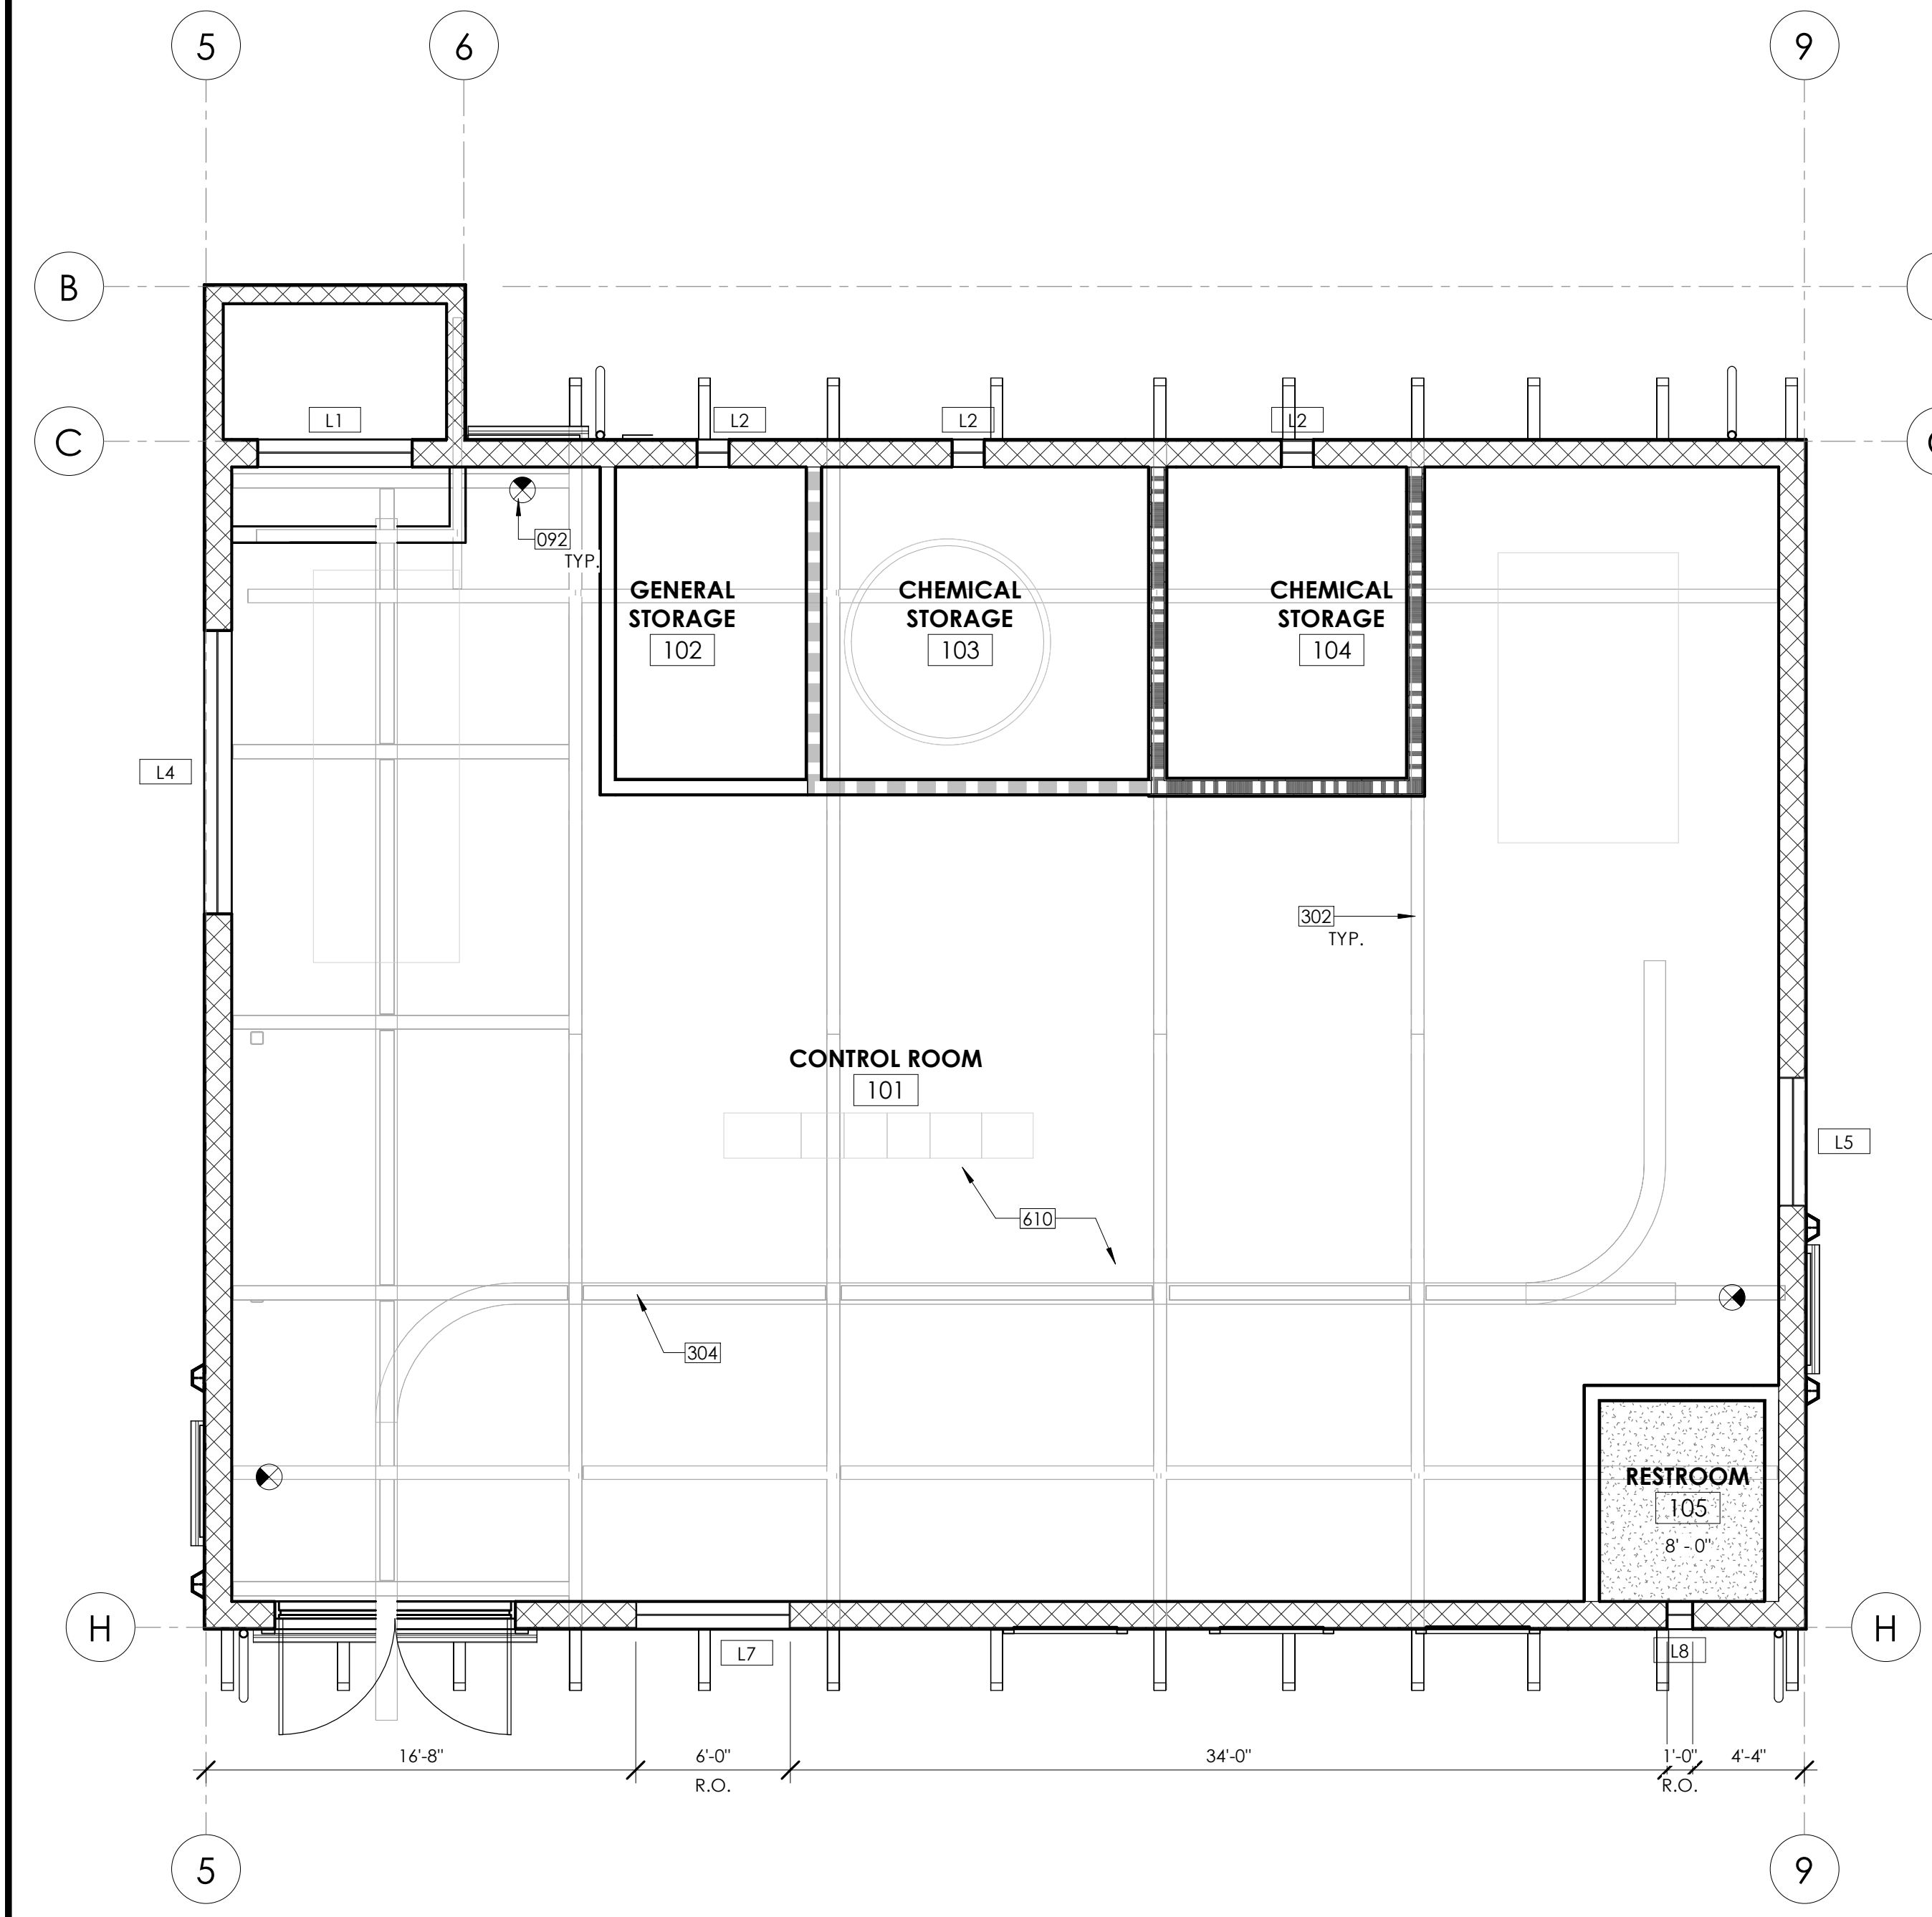 5
6
9
B
C
L1
L2
L2
L2
092
TYP.
GENERAL
STORAGE
102
CHEMICAL
STORAGE
103
CHEMICAL
STORAGE
104
L4
302
TYP.
CONTROL ROOM
101
L5
610
304
RESTROOM
105
8' - 0"
H
H
L7
L8
16'-8"
6'-0"
34'-0"
1'-0"
4'-4"
R.O.
R.O.
5
9